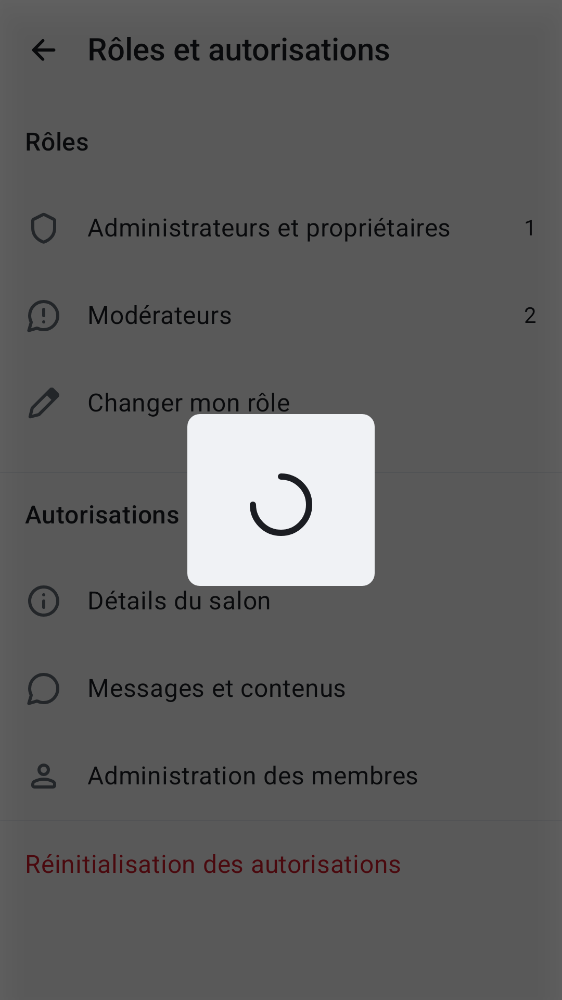 Rôles et autorisations
Rôles
Administrateurs et propriétaires 1
Modérateurs 2
Changer mon rôle
Autorisations
Détails du salon
Messages et contenus
Administration des membres
Réinitialisation des autorisations